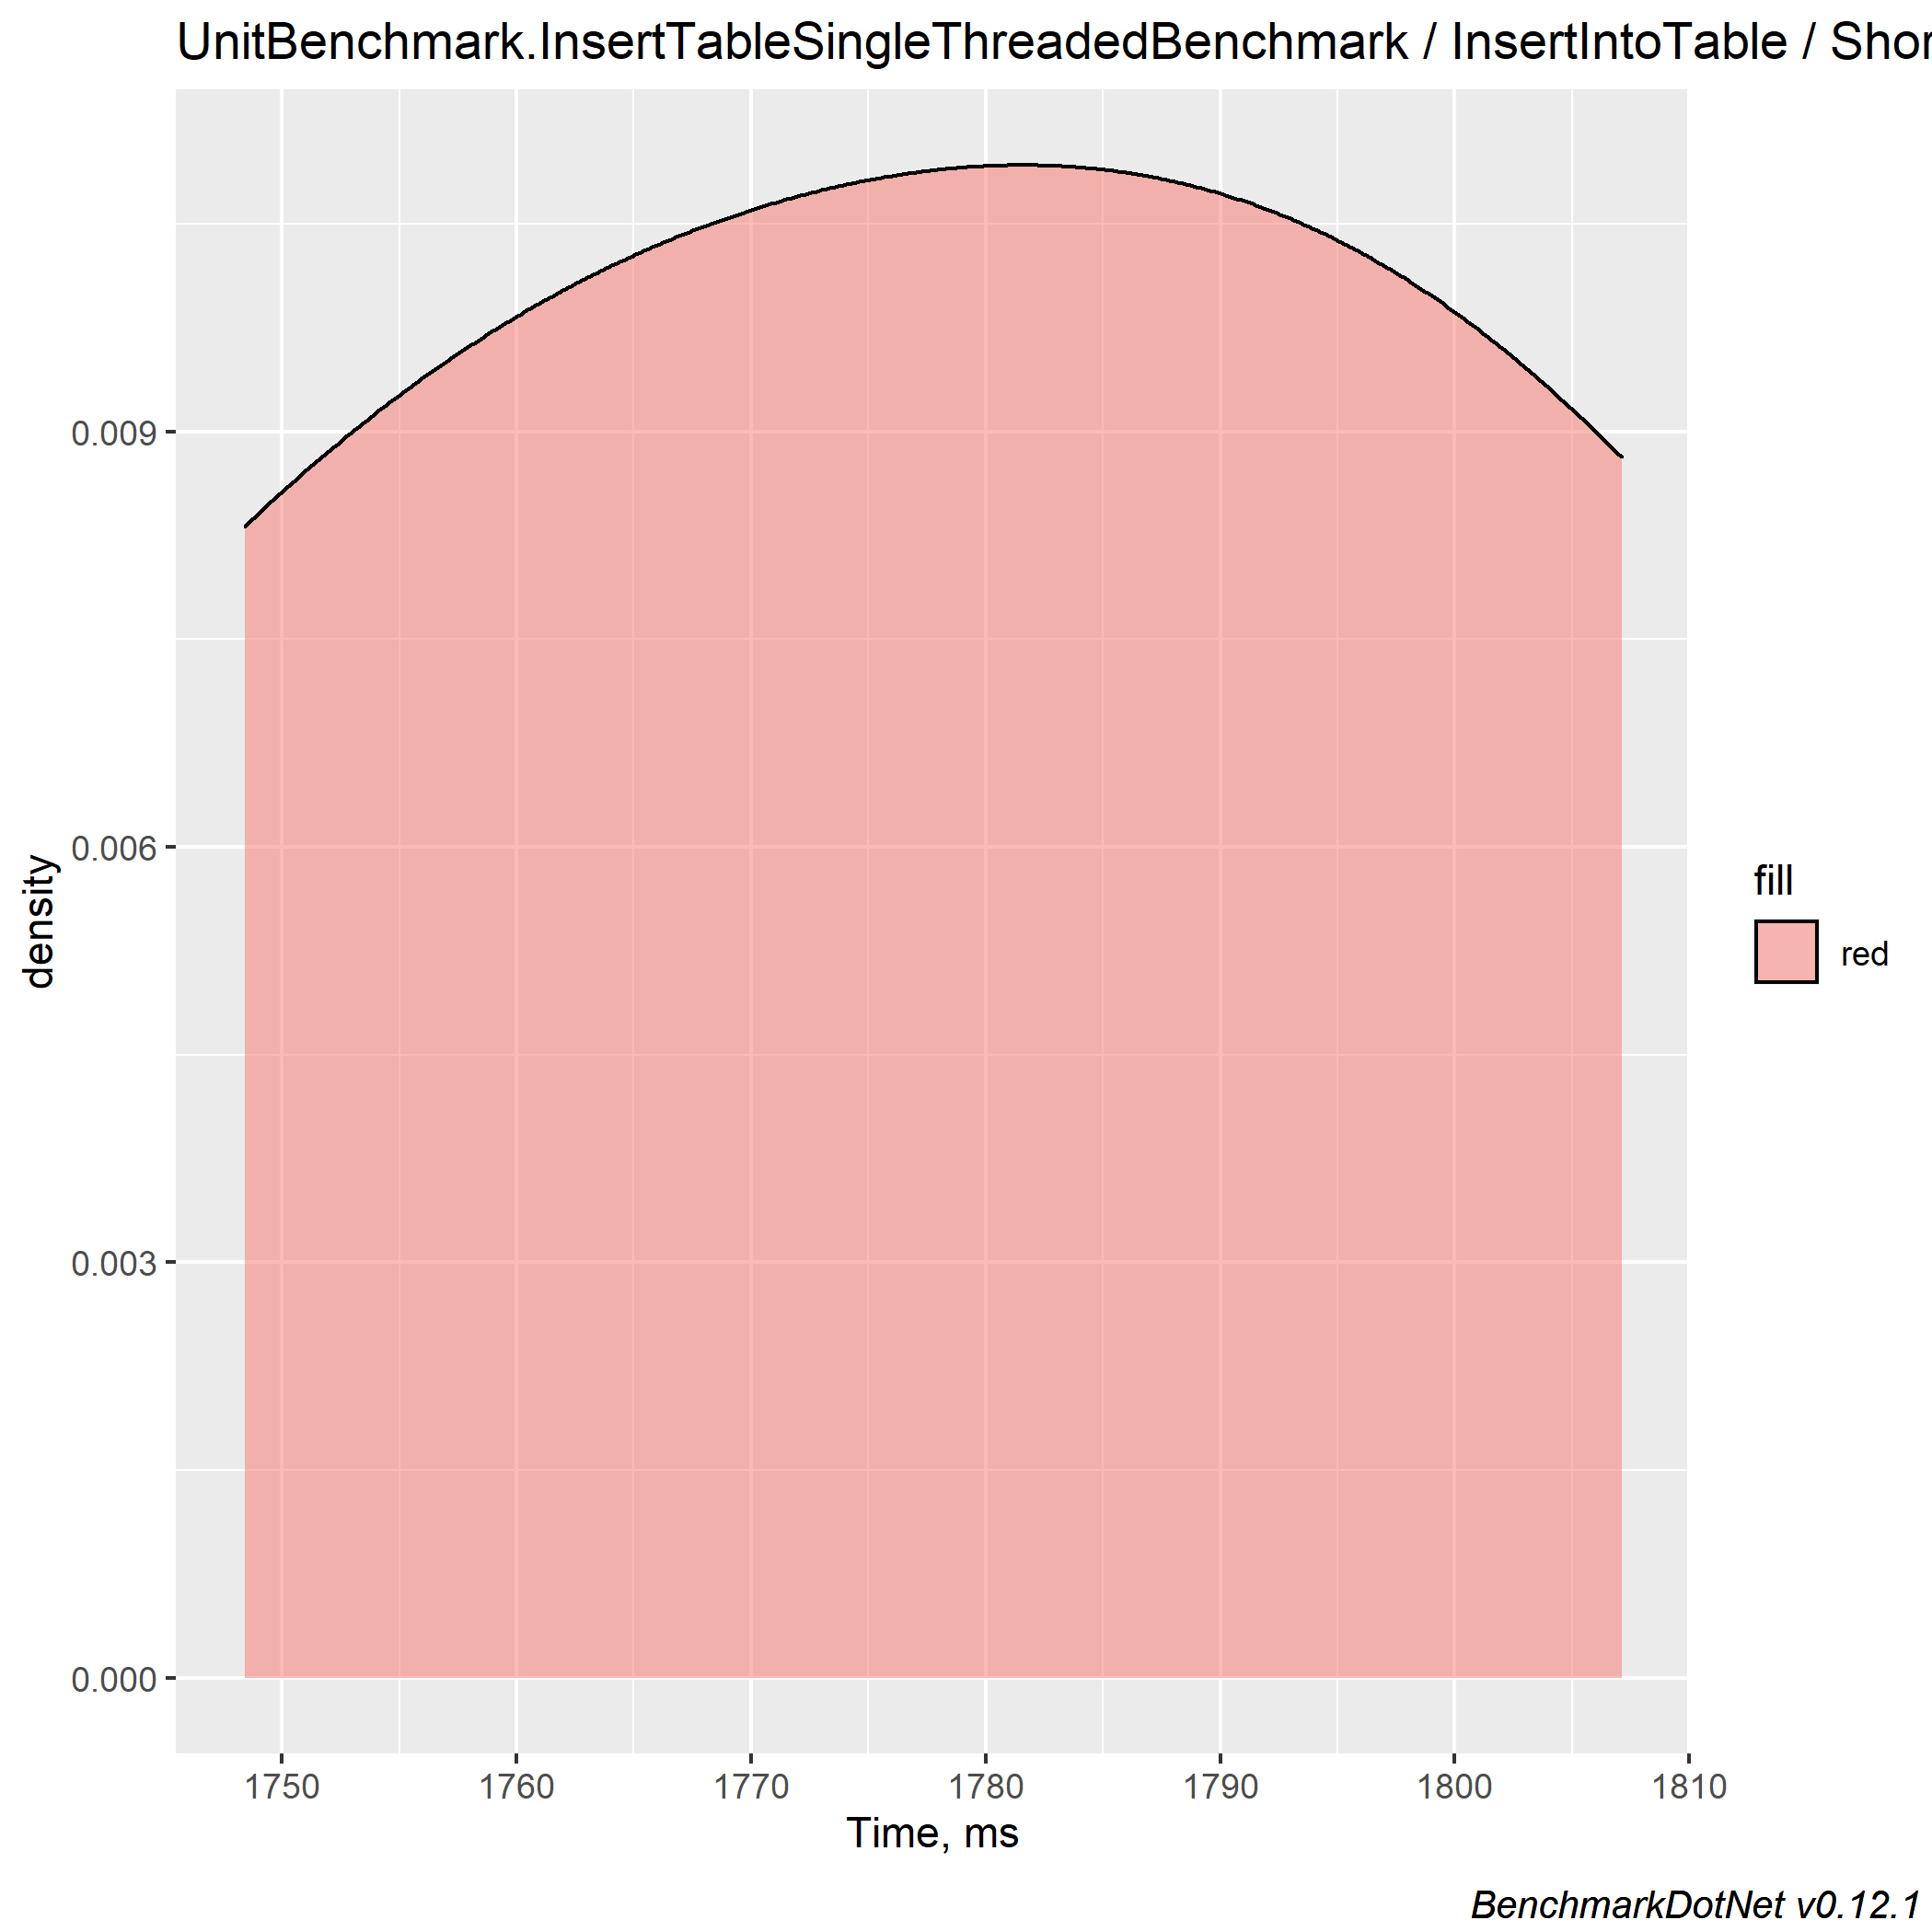 UnitBenchmark.InsertTableSingleThreadedBenchmark / InsertIntoTable / Shor
0.009
0.006
0.003
0.000
density
1750 1760 1770 1780 1790 1800 1810
Time, ms
fill
red
BenchmarkDotNet v0.12.1